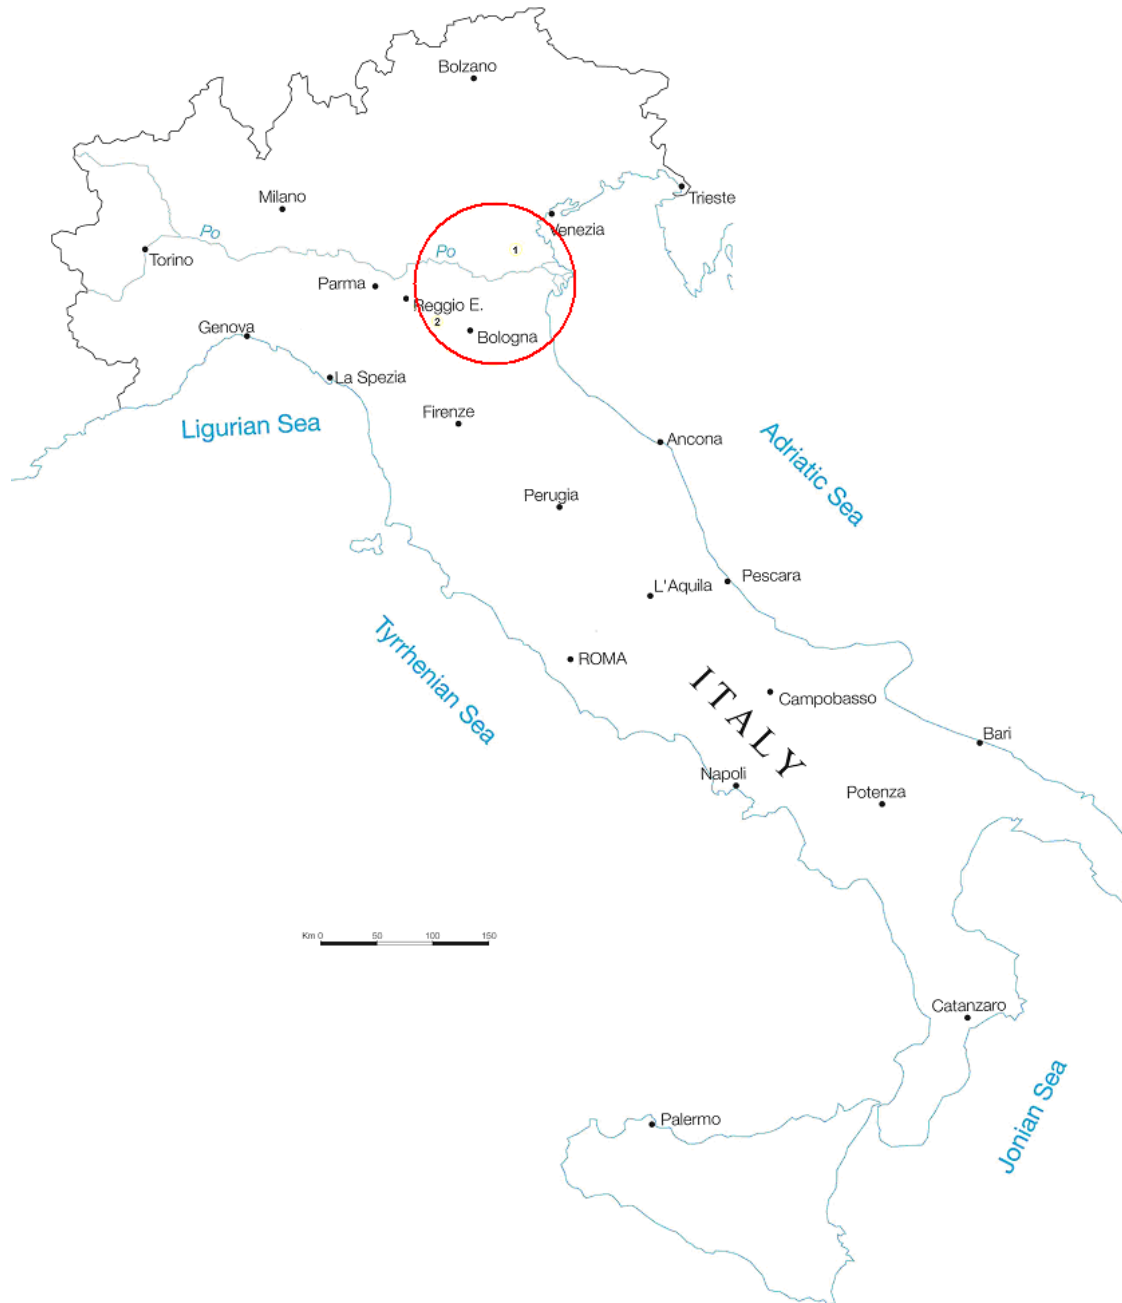 Bolzano
Milano
Trieste
Venezia
Po
Po
1
Torino
Parma
Reggio E.
2
Genova
Bologna
La Spezia
Firenze
Ligurian Sea
Ancona
Adriatic Sea
Perugia
Pescara
L'Aquila
Tyrrhenian Sea
ROMA
ITALY
Campobasso
Bari
Napoli
Potenza
Km 0 50 100 150
Catanzaro
Jonian Sea
Palermo